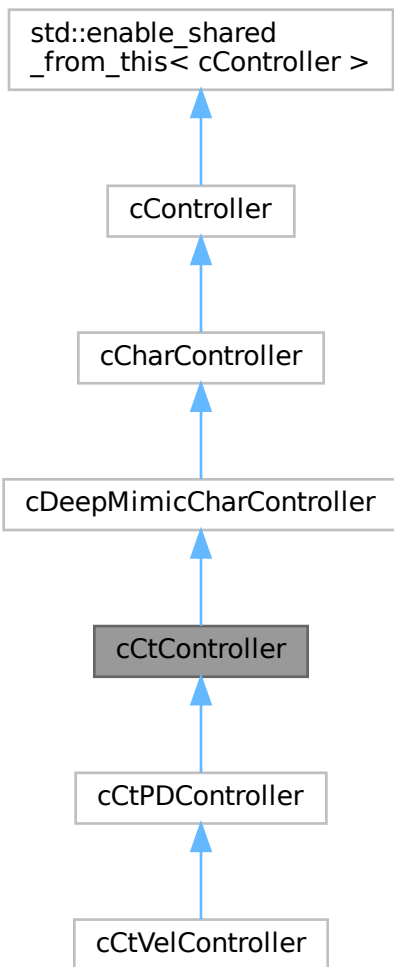 std::enable_shared
_from_this< cController >
cController
cCharController
cDeepMimicCharController
cCtController
cCtPDController
cCtVelController